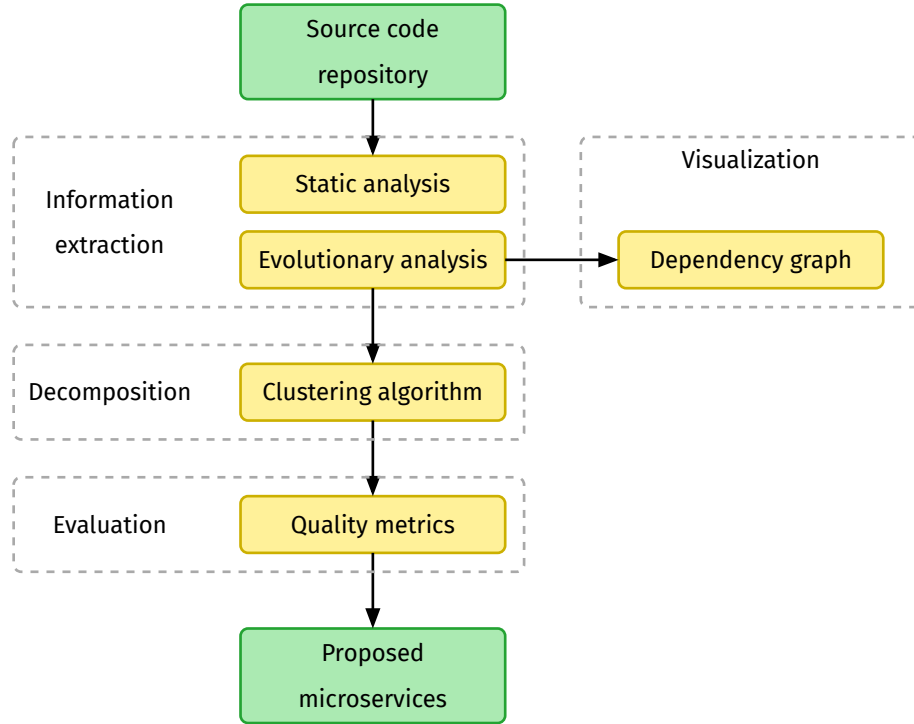 Source code
repository
Information
extraction
Static analysis
Evolutionary analysis
Visualization
Dependency graph
Decomposition
Clustering algorithm
Evaluation
Quality metrics
Proposed
microservices